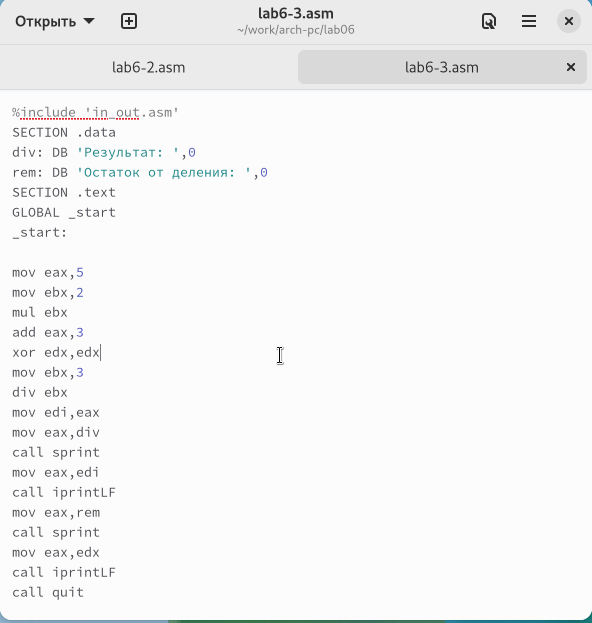 Открыть
lab6-3.asm
~/work/arch-pc/lab06
lab6-2.asm
lab6-3.asm
%include 'in_out.asm'
SECTION .data
div: DB 'Результат: ',0
rem: DB 'Остаток от деления: ',0
SECTION .text
GLOBAL _start
_start:
mov eax,5
mov ebx,2
mul ebx
add eax,3
xor edx,edx
mov ebx,3
div ebx
mov edi,eax
mov eax,div
call sprint
mov eax,edi
call iprintLF
mov eax,rem
call sprint
mov eax,edx
call iprintLF
call quit